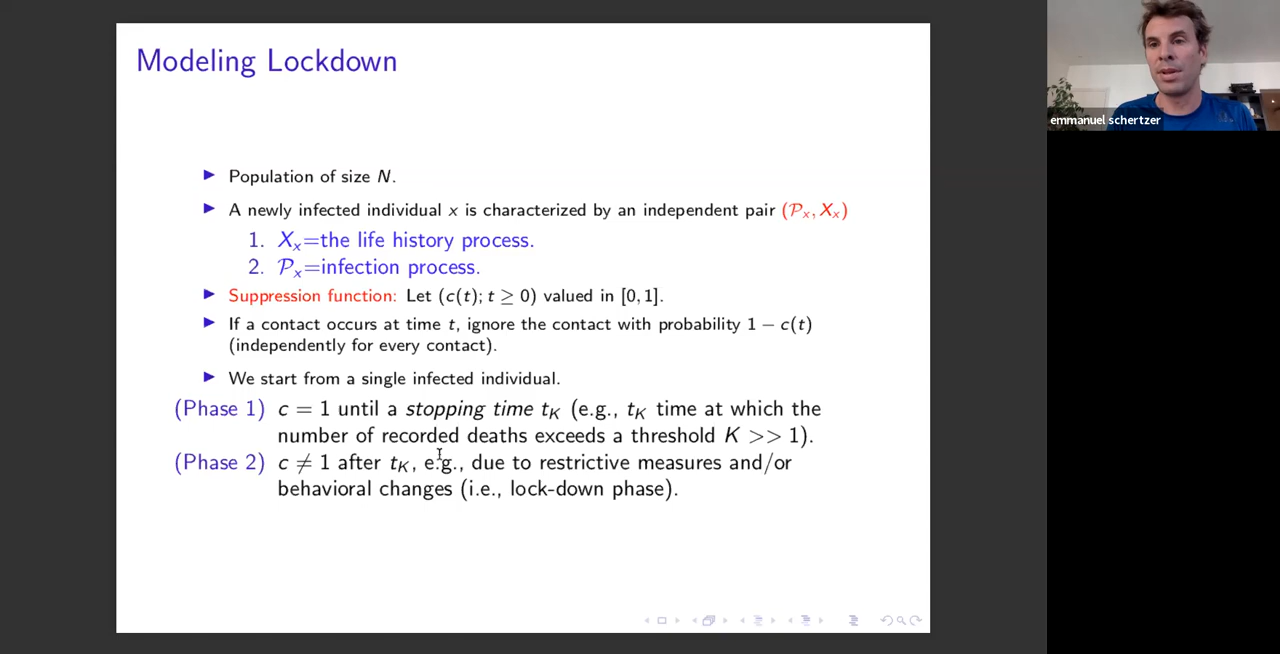 Modeling Lockdown
emmanuel schertzer
▶ Population of size N.
▶ A newly infected individual x is characterized by an independent pair (𝒫ₓ, Xₓ)
1. Xₓ=the life history process.
2. 𝒫ₓ=infection process.
▶ Suppression function: Let (c(t); t ≥ 0) valued in [0, 1].
▶ If a contact occurs at time t, ignore the contact with probability 1 − c(t)
(independently for every contact).
▶ We start from a single infected individual.
(Phase 1) c = 1 until a stopping time t_K (e.g., t_K time at which the
number of recorded deaths exceeds a threshold K >> 1).
(Phase 2) c ≠ 1 after t_K, e.g., due to restrictive measures and/or
behavioral changes (i.e., lock-down phase).